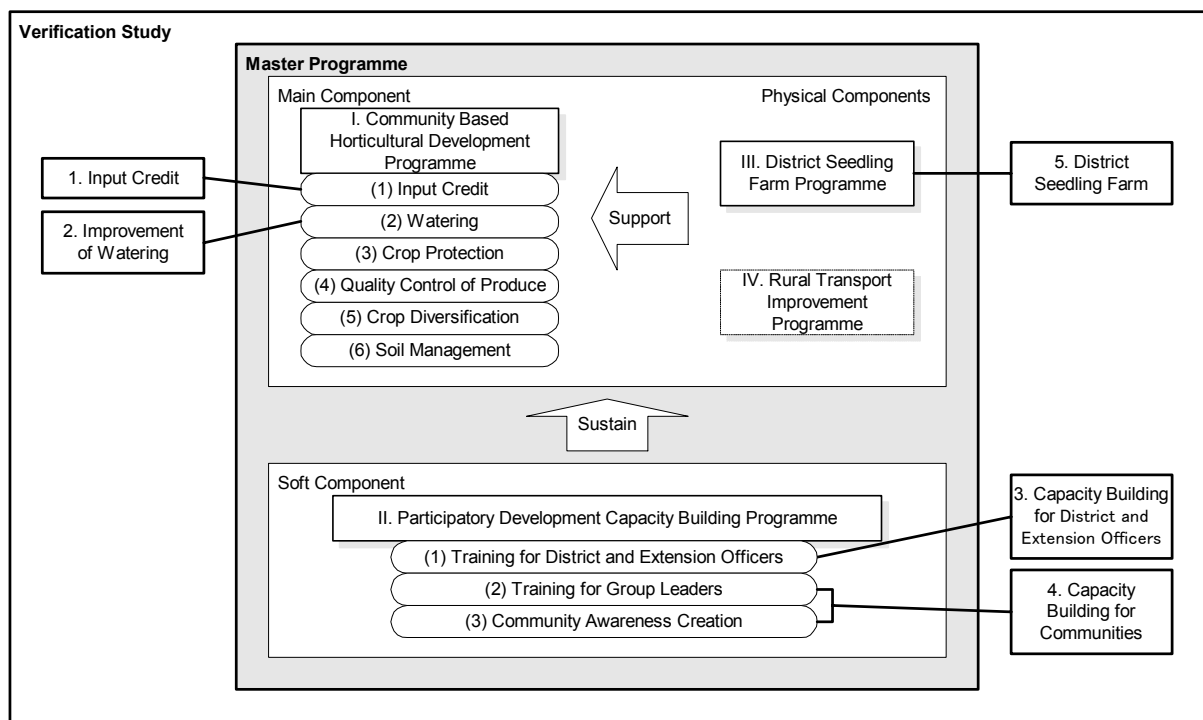 Verification Study
Master Programme
Main Component
Physical Components
I. Community Based
Horticultural Development
Programme
(1) Input Credit
(2) Watering
(3) Crop Protection
(4) Quality Control of Produce
(5) Crop Diversification
(6) Soil Management
1. Input Credit
2. Improvement
of Watering
Support
III. District Seedling
Farm Programme
IV. Rural Transport
Improvement
Programme
5. District
Seedling Farm
Sustain
Soft Component
II. Participatory Development Capacity Building Programme
(1) Training for District and Extension Officers
(2) Training for Group Leaders
(3) Community Awareness Creation
3. Capacity Building
for District and
Extension Officers
4. Capacity
Building for
Communities